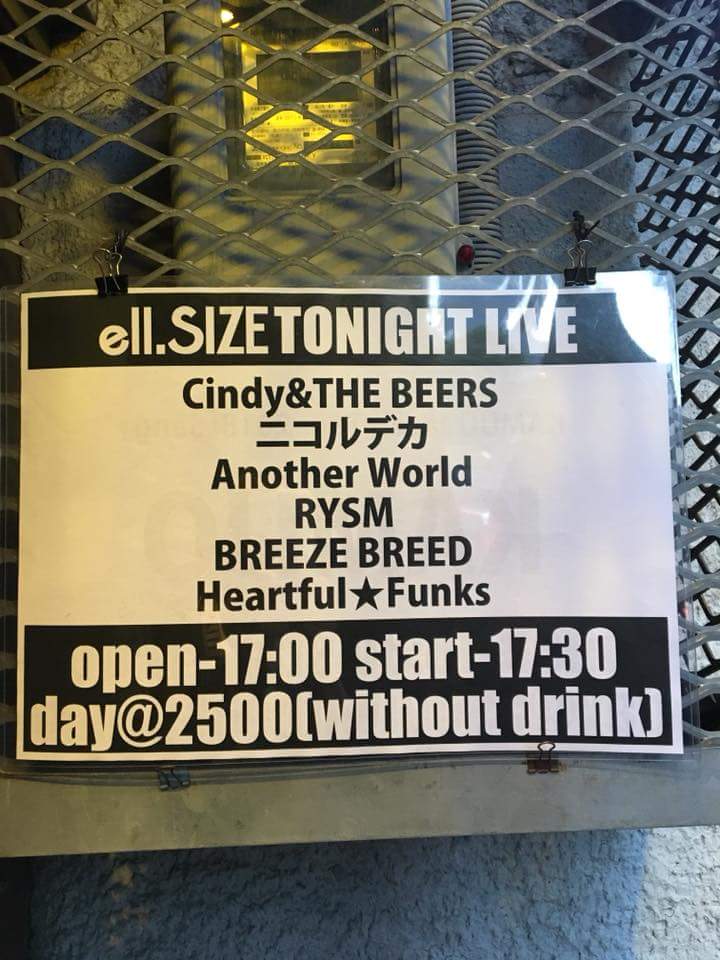 ell.SIZE TONIGHT LIVE
Cindy&THE BEERS
ニコルデカ
Another World
RYSM
BREEZE BREED
Heartful★Funks
open-17:00 start-17:30
day@2500(without drink)